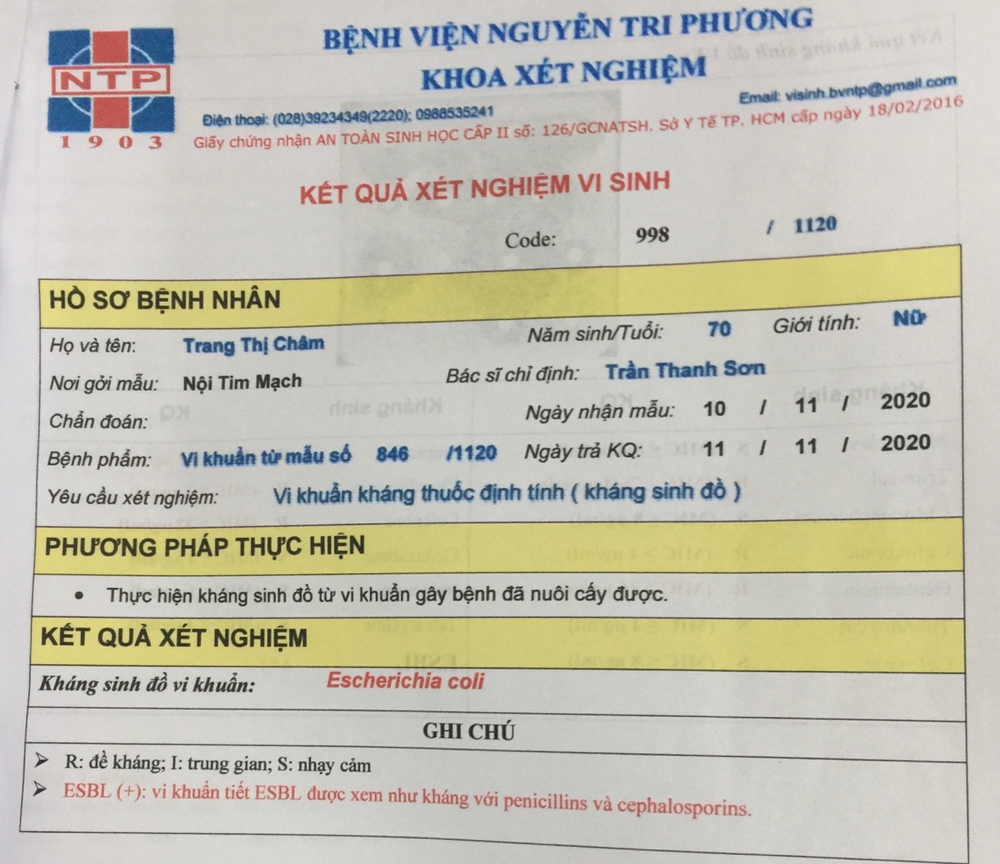 BỆNH VIỆN NGUYỄN TRI PHƯƠNG
KHOA XÉT NGHIỆM
NTP
1903
Điện thoại: (028)39234349(2220); 0988535241 Email: visinh.bvntp@gmail.com
Giấy chứng nhận AN TOÀN SINH HỌC CẤP II số: 126/GCNATSH. Sở Y Tế TP. HCM cấp ngày 18/02/2016
KẾT QUẢ XÉT NGHIỆM VI SINH
Code: 998 / 1120
HỒ SƠ BỆNH NHÂN
Họ và tên: Trang Thị Châm Năm sinh/Tuổi: 70 Giới tính: Nữ
Nơi gởi mẫu: Nội Tim Mạch Bác sĩ chỉ định: Trần Thanh Sơn
Chẩn đoán: Ngày nhận mẫu: 10 / 11 / 2020
Bệnh phẩm: Vi khuẩn từ mẫu số 846 /1120 Ngày trả KQ: 11 / 11 / 2020
Yêu cầu xét nghiệm: Vi khuẩn kháng thuốc định tính ( kháng sinh đồ )
PHƯƠNG PHÁP THỰC HIỆN
• Thực hiện kháng sinh đồ từ vi khuẩn gây bệnh đã nuôi cấy được.
KẾT QUẢ XÉT NGHIỆM
Kháng sinh đồ vi khuẩn: Escherichia coli
GHI CHÚ
➢ R: đề kháng; I: trung gian; S: nhạy cảm
➢ ESBL (+): vi khuẩn tiết ESBL được xem như kháng với penicillins và cephalosporins.